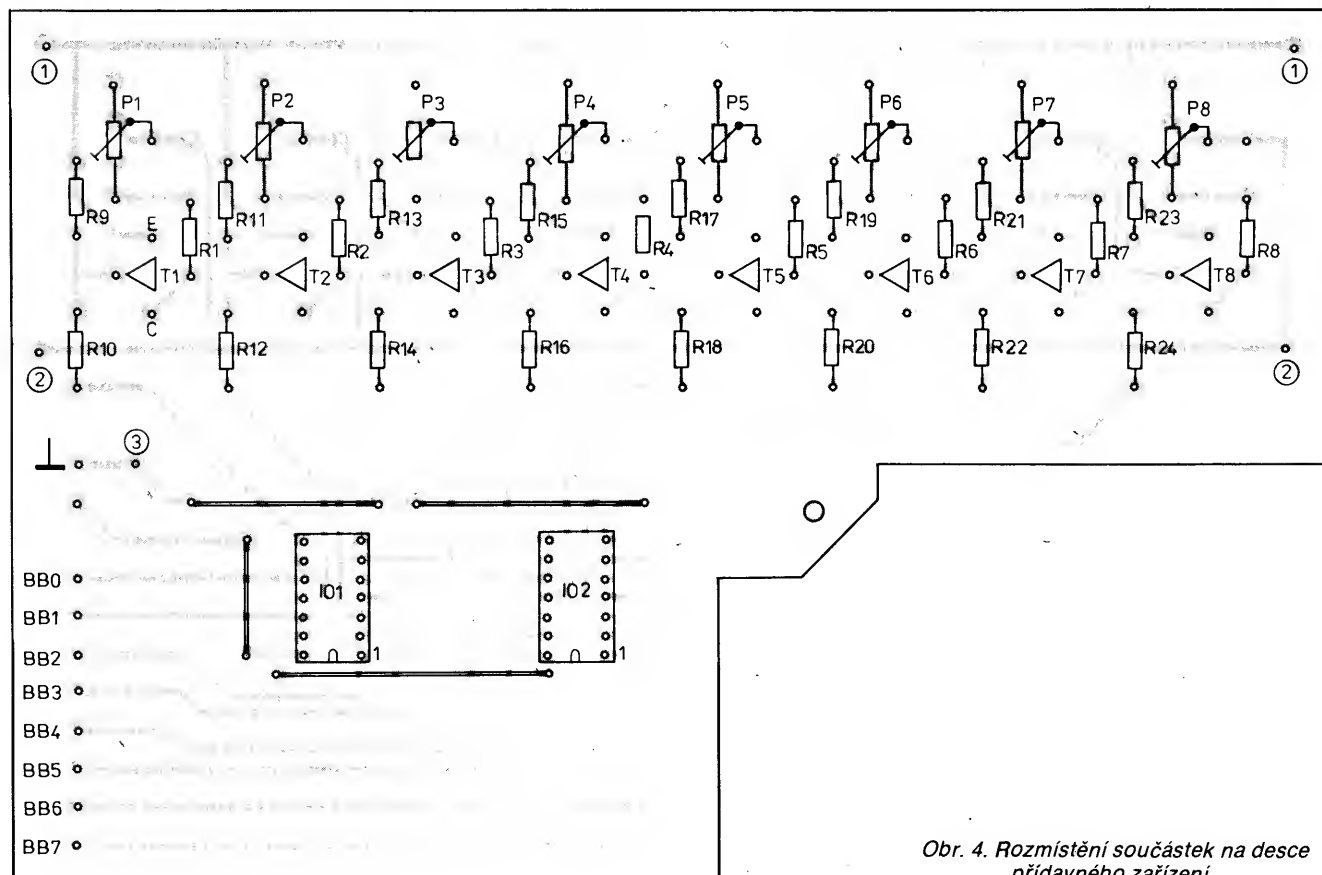 ① ①
P1 P2 P3 P4 P5 P6 P7 P8
R9 R11 R13 R15 R17 R19 R21 R23
E R1 R2 R3 R4 R5 R6 R7 R8
T1 T2 T3 T4 T5 T6 T7 T8
C
R10 R12 R14 R16 R18 R20 R22 R24
② ②
③
IO1 IO2
1 1
BB0
BB1
BB2
BB3
BB4
BB5
BB6
BB7
Obr. 4. Rozmístění součástek na desce
přídavného zařízení